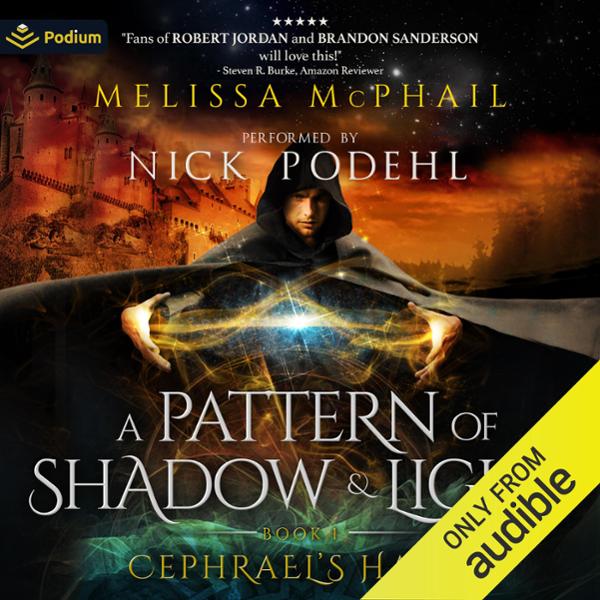 Podium
★★★★★
"Fans of ROBERT JORDAN and BRANDON SANDERSON
will love this!"
- Steven R. Burke, Amazon Reviewer
MELISSA McPHAIL
PERFORMED BY
NICK PODEHL
A PATTERN OF
SHADOW & LIG
BOOK 1
CEPHRAEL'S HA
ONLY FROM
audible